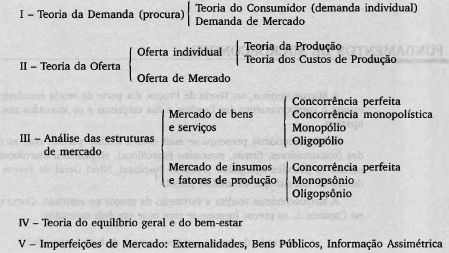 I – Teoria da Demanda (procura)
Teoria do Consumidor (demanda individual)
Demanda de Mercado
II – Teoria da Oferta
Oferta individual
Teoria da Produção
Teoria dos Custos de Produção
Oferta de Mercado
III – Análise das estruturas
de mercado
Mercado de bens
e serviços
Concorrência perfeita
Concorrência monopolística
Monopólio
Oligopólio
Mercado de insumos
e fatores de produção
Concorrência perfeita
Monopsônio
Oligopsônio
IV – Teoria do equilíbrio geral e do bem-estar
V – Imperfeições de Mercado: Externalidades, Bens Públicos, Informação Assimétrica